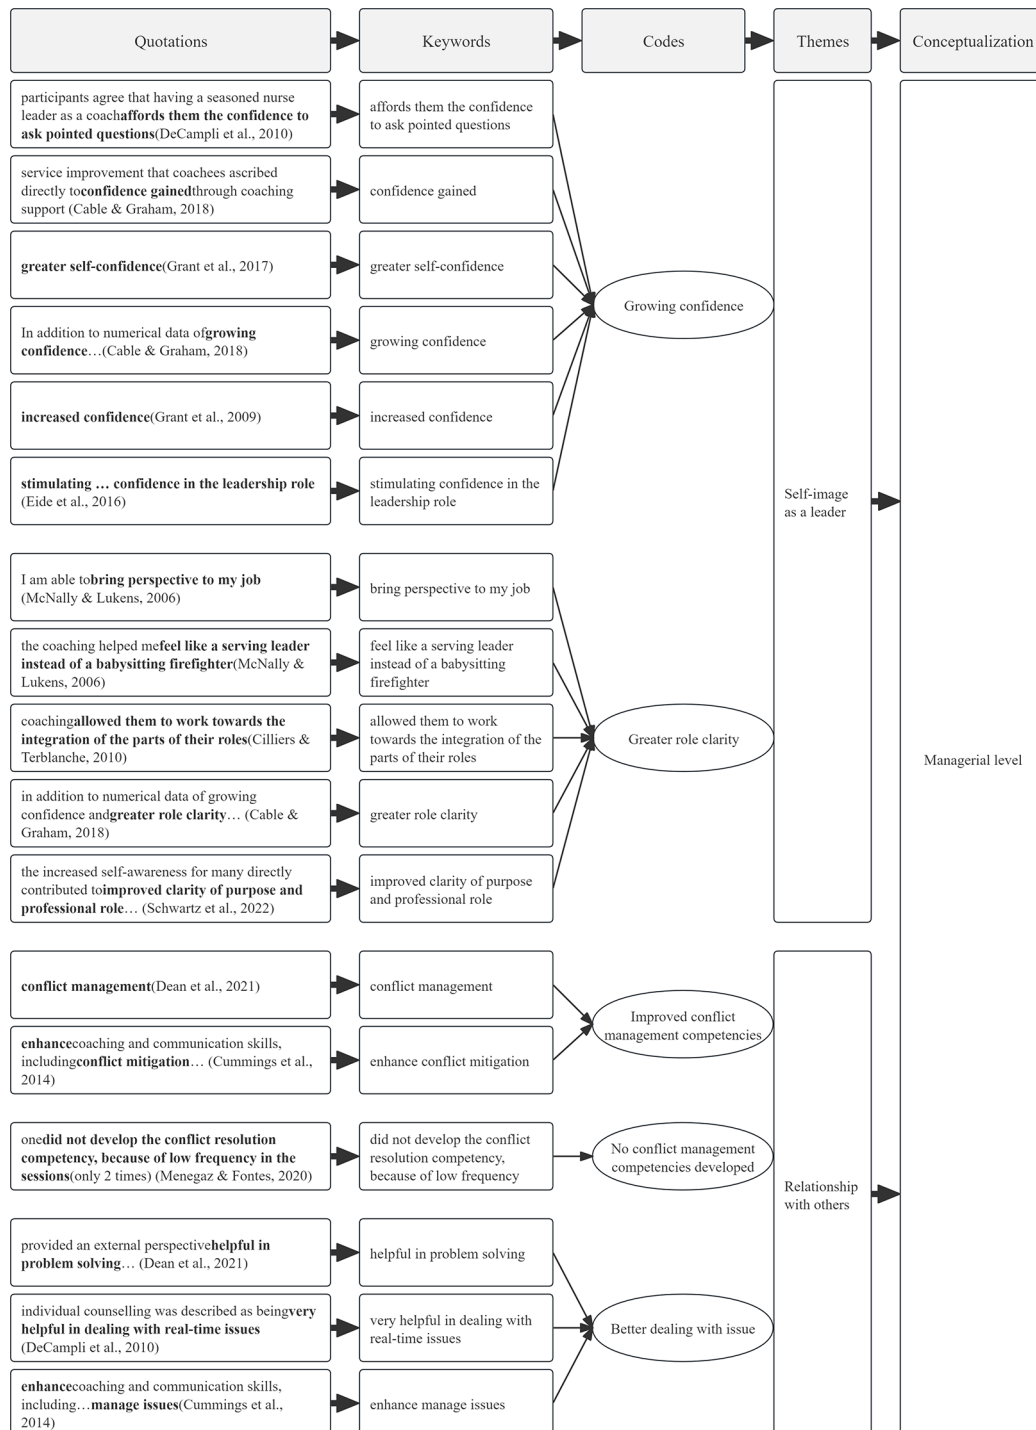 Quotations
Keywords
Codes
Themes
Conceptualization
participants agree that having a seasoned nurse
leader as a coachaffords them the confidence to
ask pointed questions(DeCampli et al., 2010)
affords them the confidence
to ask pointed questions
service improvement that coachees ascribed
directly toconfidence gainedthrough coaching
support (Cable & Graham, 2018)
confidence gained
greater self-confidence(Grant et al., 2017)
greater self-confidence
In addition to numerical data ofgrowing
confidence…(Cable & Graham, 2018)
growing confidence
increased confidence(Grant et al., 2009)
increased confidence
stimulating … confidence in the leadership role
(Eide et al., 2016)
stimulating confidence in the
leadership role
Growing confidence
I am able tobring perspective to my job
(McNally & Lukens, 2006)
bring perspective to my job
the coaching helped mefeel like a serving leader
instead of a babysitting firefighter(McNally &
Lukens, 2006)
feel like a serving leader
instead of a babysitting
firefighter
coachingallowed them to work towards the
integration of the parts of their roles(Cilliers &
Terblanche, 2010)
allowed them to work
towards the integration of the
parts of their roles
in addition to numerical data of growing
confidence andgreater role clarity… (Cable &
Graham, 2018)
greater role clarity
the increased self-awareness for many directly
contributed toimproved clarity of purpose and
professional role… (Schwartz et al., 2022)
improved clarity of purpose
and professional role
Greater role clarity
Self-image
as a leader
conflict management(Dean et al., 2021)
conflict management
enhancecoaching and communication skills,
includingconflict mitigation… (Cummings et al.,
2014)
enhance conflict mitigation
Improved conflict
management competencies
onedid not develop the conflict resolution
competency, because of low frequency in the
sessions(only 2 times) (Menegaz & Fontes, 2020)
did not develop the conflict
resolution competency,
because of low frequency
No conflict management
competencies developed
provided an external perspectivehelpful in
problem solving… (Dean et al., 2021)
helpful in problem solving
individual counselling was described as beingvery
helpful in dealing with real-time issues
(DeCampli et al., 2010)
very helpful in dealing with
real-time issues
enhancecoaching and communication skills,
including…manage issues(Cummings et al.,
2014)
enhance manage issues
Better dealing with issue
Relationship
with others
Managerial level